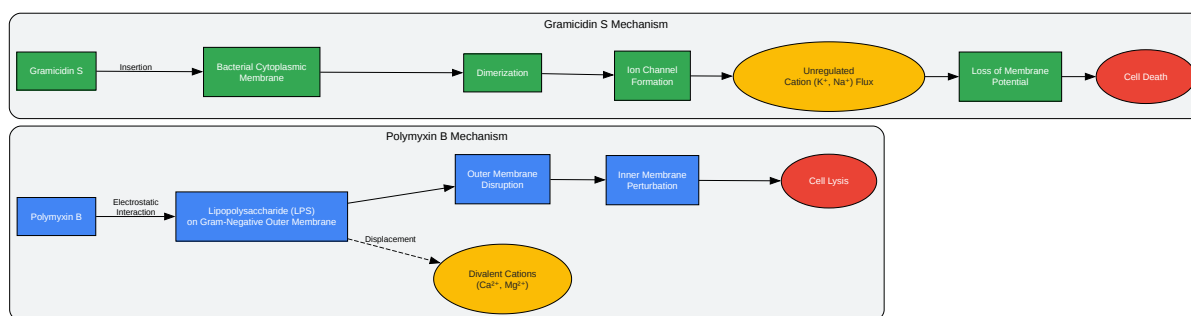 Gramicidin S Mechanism
Gramicidin S
Insertion
Bacterial Cytoplasmic
Membrane
Dimerization
Ion Channel
Formation
Unregulated
Cation (K⁺, Na⁺) Flux
Loss of Membrane
Potential
Cell Death
Polymyxin B Mechanism
Polymyxin B
Electrostatic
Interaction
Lipopolysaccharide (LPS)
on Gram-Negative Outer Membrane
Outer Membrane
Disruption
Inner Membrane
Perturbation
Cell Lysis
Displacement
Divalent Cations
(Ca²⁺, Mg²⁺)